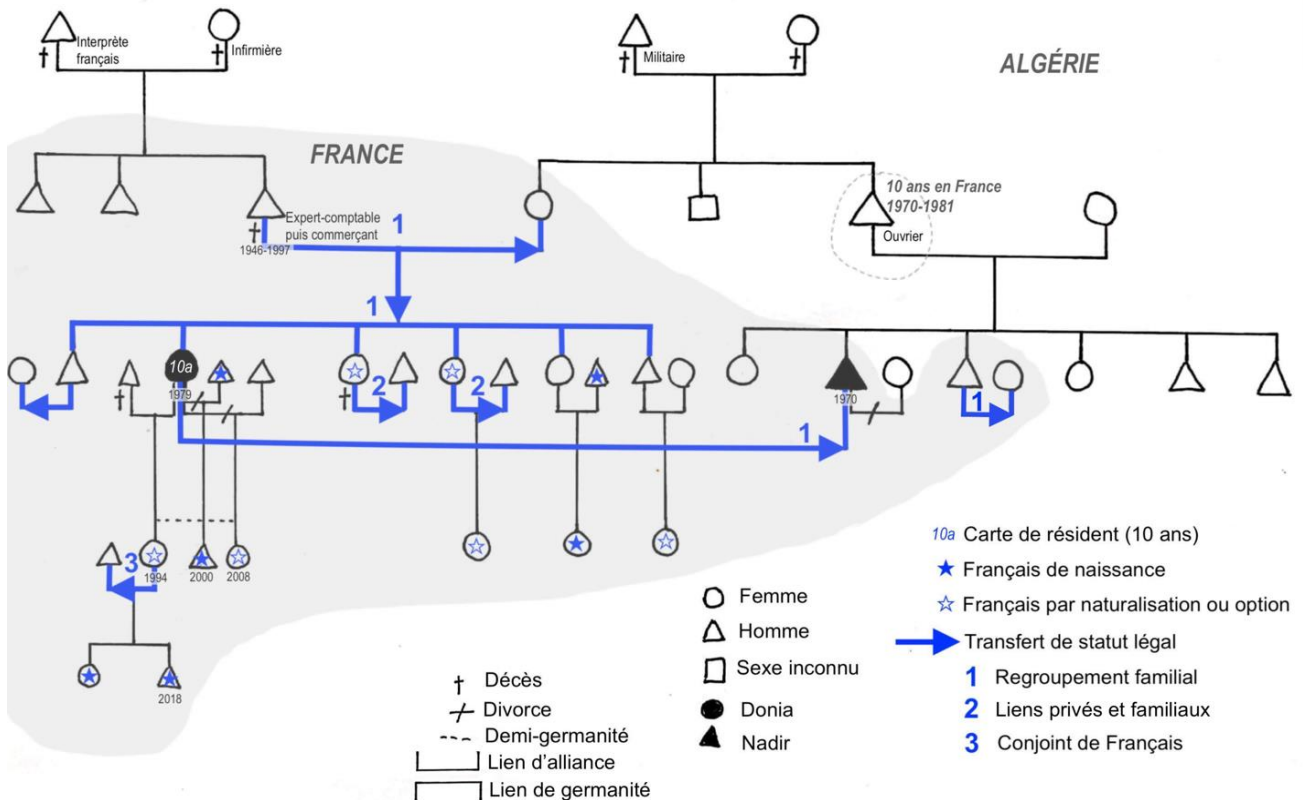 Interprète
français
Infirmière
Militaire
ALGÉRIE
FRANCE
Expert-comptable
puis commerçant
1946-1997
1
10 ans en France
1970-1981
Ouvrier
1
10a
1979
2
2
1970
1
1
3
1994
2000
2008
2018
Femme
Homme
Sexe inconnu
Donia
Nadir
Décès
Divorce
Demi-germanité
Lien d'alliance
Lien de germanité
10a Carte de résident (10 ans)
Français de naissance
Français par naturalisation ou option
Transfert de statut légal
1 Regroupement familial
2 Liens privés et familiaux
3 Conjoint de Français